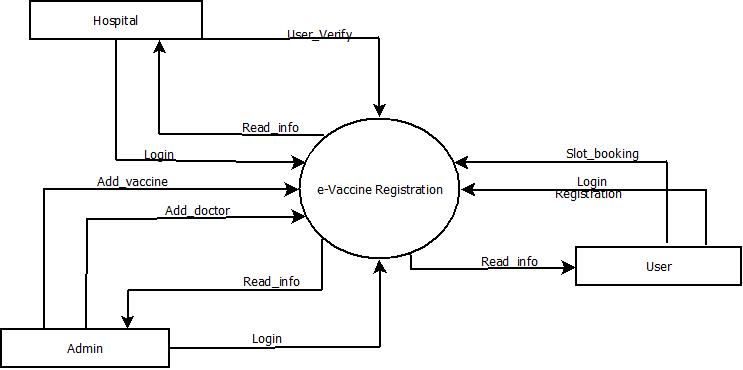 Hospital
User_Verify
Read_info
Login
Slot_booking
Add_vaccine
Login
Registration
e-Vaccine Registration
Add_doctor
Read_info
User
Read_info
Login
Admin